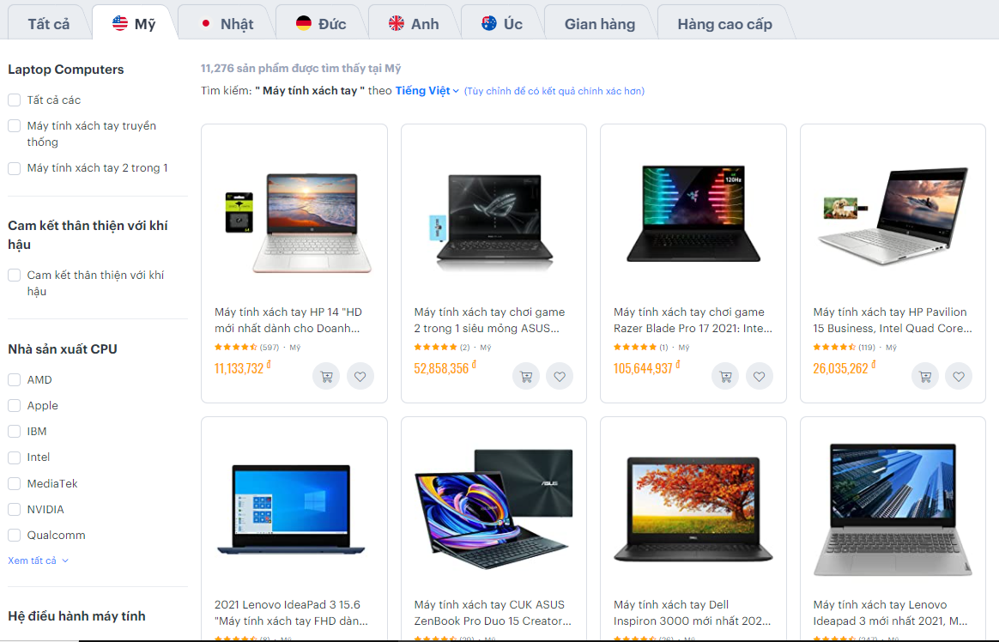 Tất cả
Mỹ
Nhật
Đức
Anh
Úc
Gian hàng
Hàng cao cấp
Laptop Computers
Tất cả các
Máy tính xách tay truyền
thống
Máy tính xách tay 2 trong 1
Cam kết thân thiện với khí
hậu
Cam kết thân thiện với khí
hậu
Nhà sản xuất CPU
AMD
Apple
IBM
Intel
MediaTek
NVIDIA
Qualcomm
Xem tất cả
Hệ điều hành máy tính
11,276 sản phẩm được tìm thấy tại Mỹ
Tìm kiếm: " Máy tính xách tay " theo Tiếng Việt (Tùy chỉnh để có kết quả chính xác hơn)
Máy tính xách tay HP 14 "HD
mới nhất dành cho Doanh...
(597) · Mỹ
11,133,732 đ
Máy tính xách tay chơi game
2 trong 1 siêu mỏng ASUS...
(2) · Mỹ
52,858,356 đ
120Hz
Máy tính xách tay chơi game
Razer Blade Pro 17 2021: Inte...
(1) · Mỹ
105,644,937 đ
Máy tính xách tay HP Pavilion
15 Business, Intel Quad Core...
(119) · Mỹ
26,035,262 đ
2021 Lenovo IdeaPad 3 15.6
"Máy tính xách tay FHD dàn...
(8) · Mỹ
ASUS
Máy tính xách tay CUK ASUS
ZenBook Pro Duo 15 Creator...
(29) · Mỹ
DELL
Máy tính xách tay Dell
Inspiron 3000 mới nhất 202...
(26) · Mỹ
Máy tính xách tay Lenovo
Ideapad 3 mới nhất 2021, M...
(247) · Mỹ